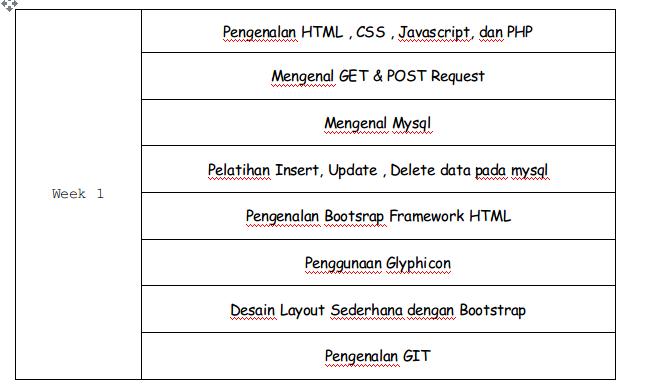 Pengenalan HTML , CSS , Javascript, dan PHP
Mengenal GET & POST Request
Mengenal Mysql
Pelatihan Insert, Update , Delete data pada mysql
Week 1
Pengenalan Bootsrap Framework HTML
Penggunaan Glyphicon
Desain Layout Sederhana dengan Bootstrap
Pengenalan GIT